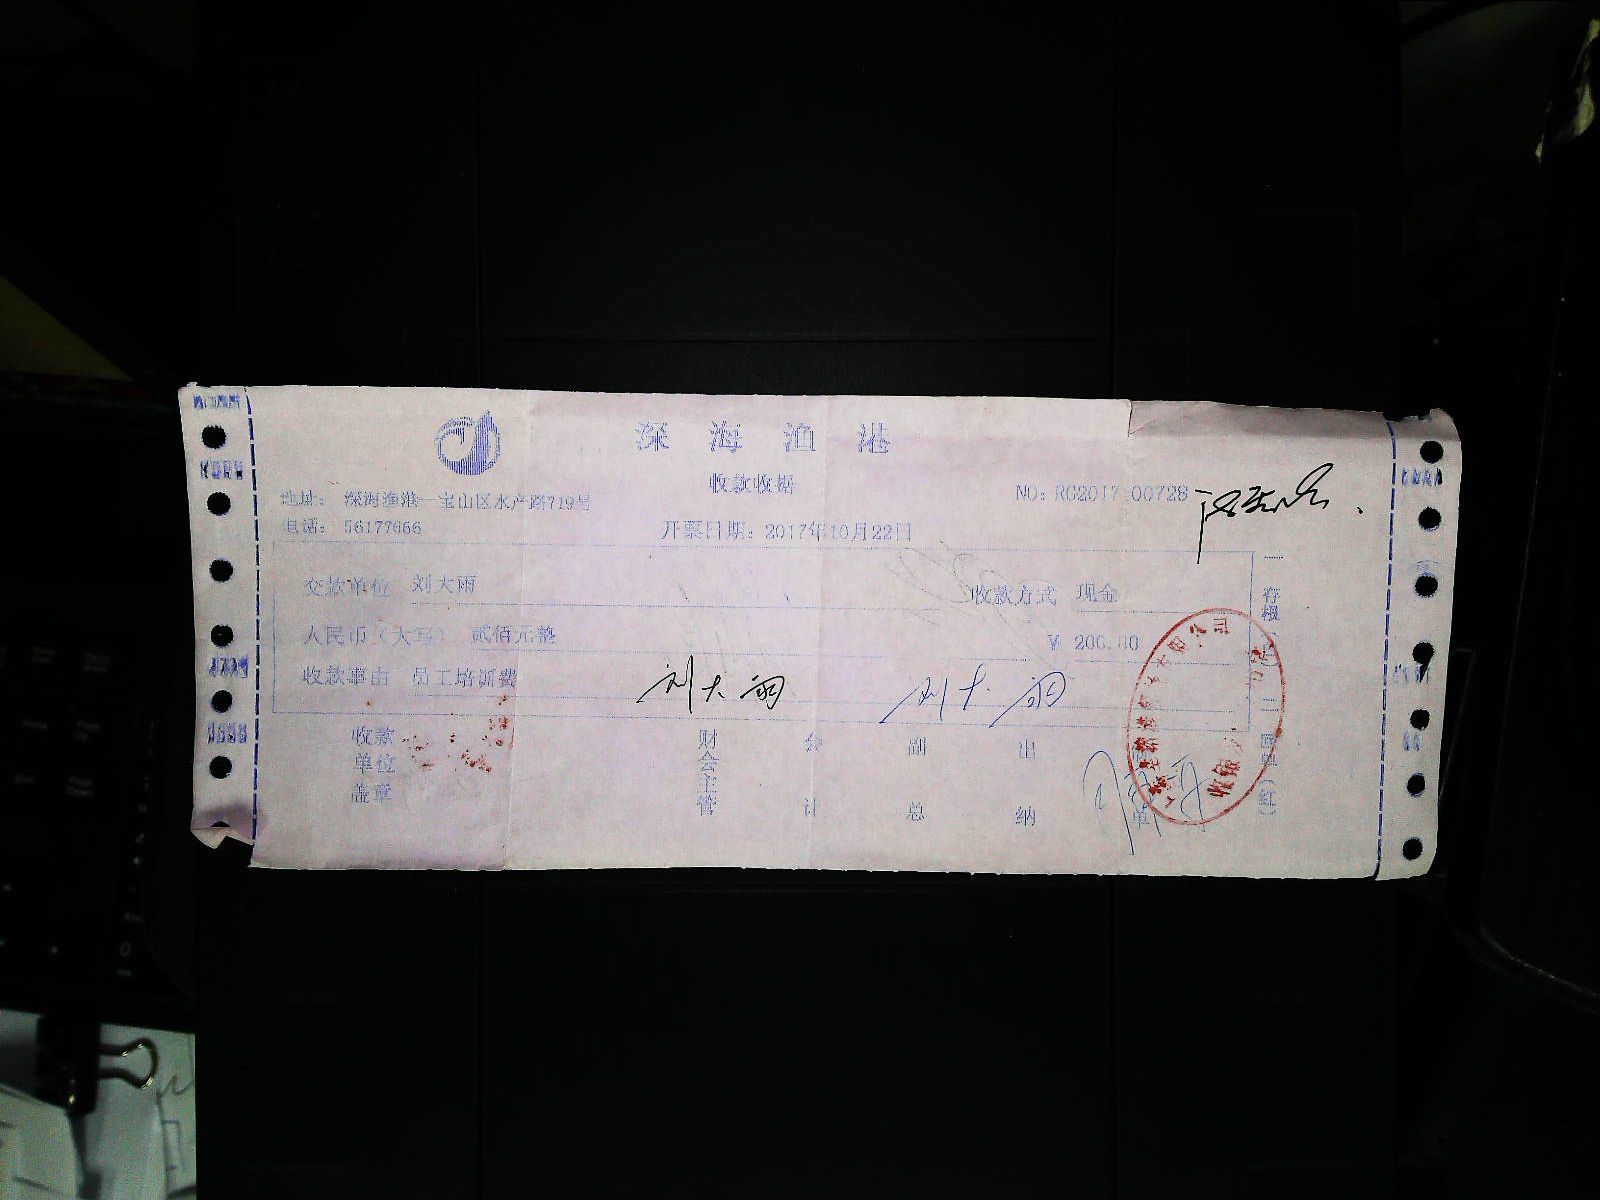 深海渔港
收款收据
地址: 深海渔港—宝山区水产路719号
NO: RC2017-00728
电话: 56177666
开票日期: 2017年10月22日
交款单位 刘大雨
收款方式 现金
人民币（大写） 贰佰元整
¥ 200.00
收款事由 员工培训费
刘大雨
刘大雨
收款单位盖章
财会主管
会计
副总
出纳